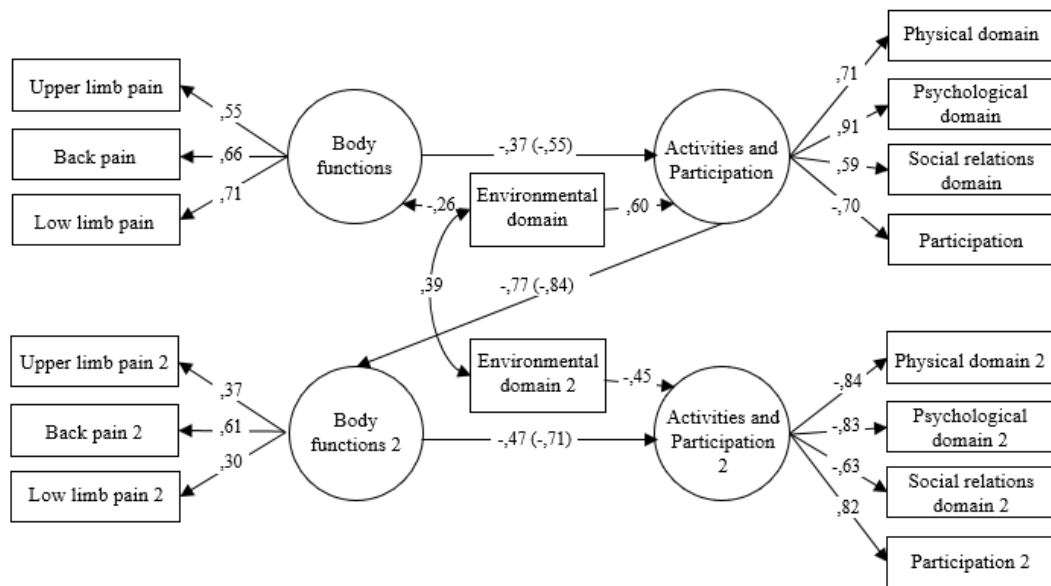 Physical domain
Upper limb pain
,71
Psychological
domain
,55
,91
Back pain
,66
Body
functions
-,37 (-,55)
Activities and
Participation
Social relations
domain
,59
Low limb pain
,71
-,26
Environmental
domain
,60
-,70
Participation
,39
-,77 (-,84)
Upper limb pain 2
Environmental
domain 2
-,45
Physical domain 2
,37
-,84
Back pain 2
,61
Body
functions 2
-,47 (-,71)
Activities and
Participation
2
-,83
Psychological
domain 2
,30
Low limb pain 2
-,63
Social relations
domain 2
,82
Participation 2